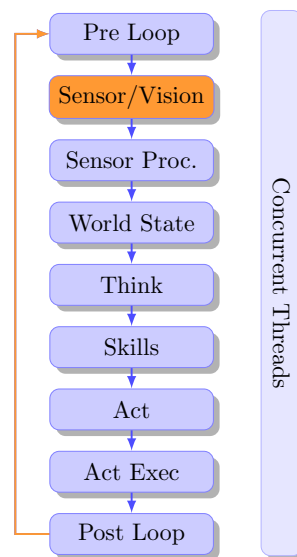 Pre Loop
Sensor/Vision
Sensor Proc.
World State
Think
Skills
Act
Act Exec
Post Loop
Concurrent Threads